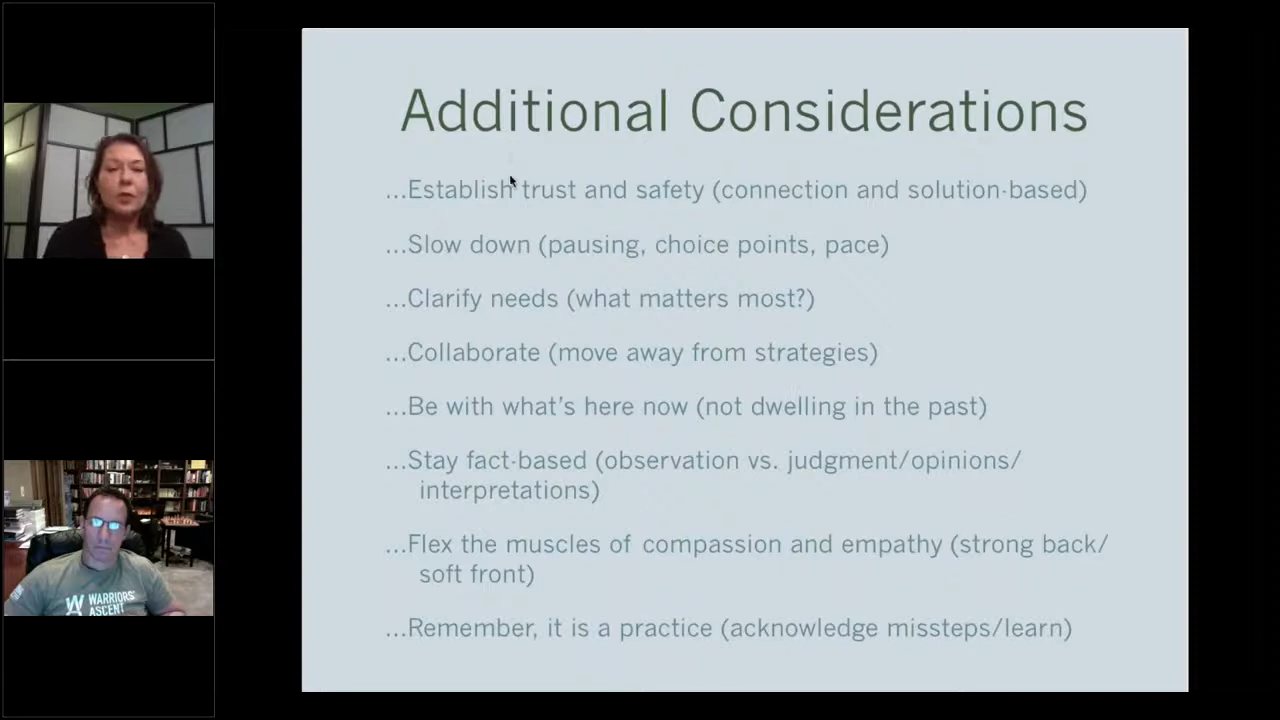 Additional Considerations
...Establish trust and safety (connection and solution-based)
...Slow down (pausing, choice points, pace)
...Clarify needs (what matters most?)
...Collaborate (move away from strategies)
...Be with what's here now (not dwelling in the past)
...Stay fact-based (observation vs. judgment/opinions/
interpretations)
...Flex the muscles of compassion and empathy (strong back/
soft front)
...Remember, it is a practice (acknowledge missteps/learn)
WARRIORS'
ASCENT